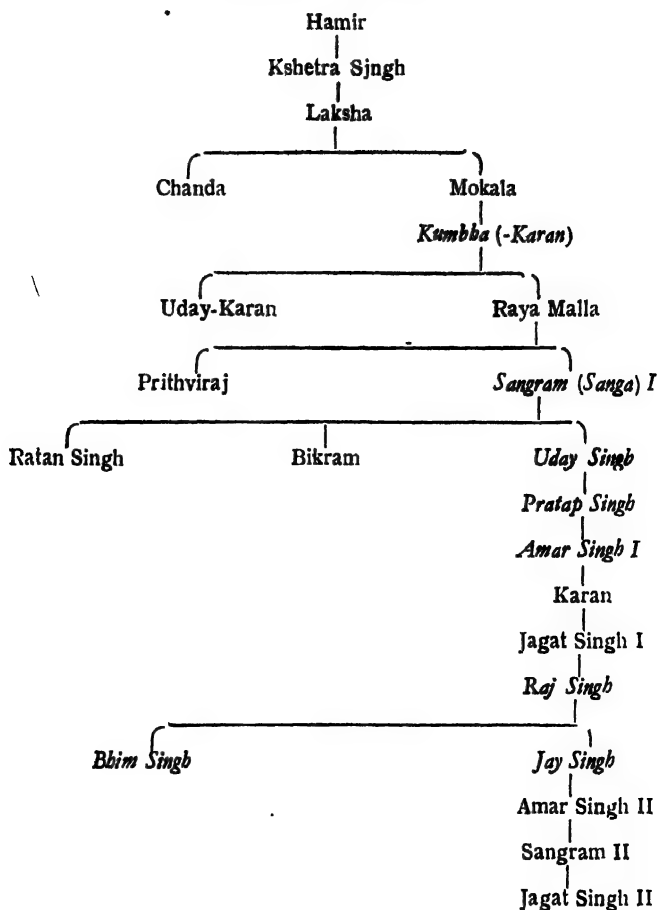 Hamir
Kshetra Sjngh
Laksha
Chanda Mokala
Kumbha (-Karan)
Uday-Karan Raya Malla
Prithviraj Sangram (Sanga) I
Ratan Singh Bikram Uday Singh
Pratap Singh
Amar Singh I
Karan
Jagat Singh I
Raj Singh
Bhim Singh Jay Singh
Amar Singh II
Sangram II
Jagat Singh II